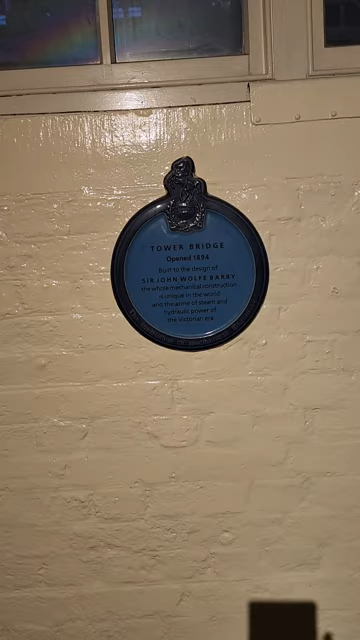 TOWER BRIDGE
Opened 1894
Built to the design of
SIR JOHN WOLFE BARRY
the whole mechanical construction
is unique in the world
and the acme of steam and
hydraulic power of
the Victorian era